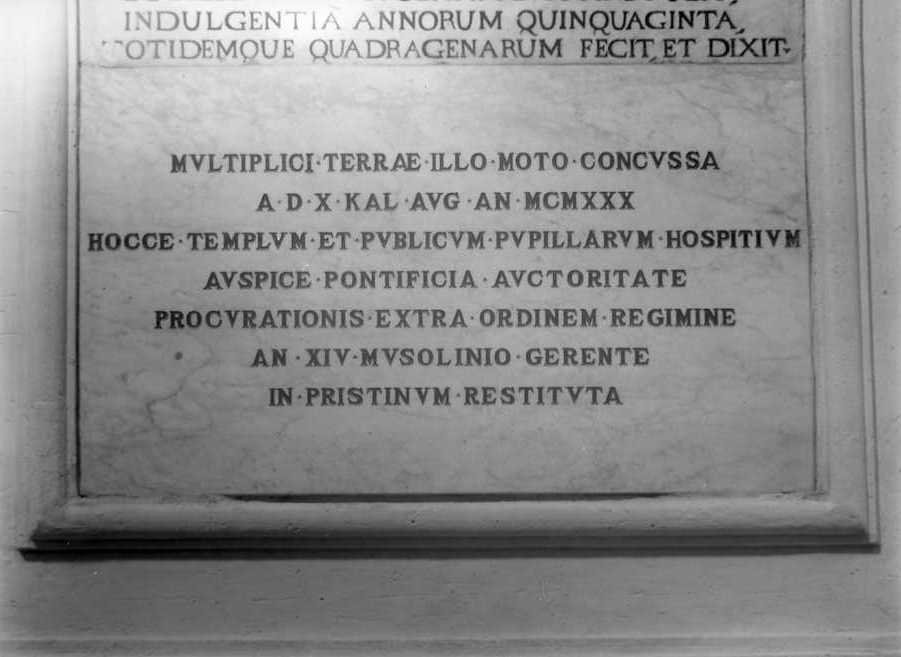 INDULGENTIA ANNORUM QUINQUAGINTA,
TOTIDEMQUE QUADRAGENARUM FECIT, ET DIXIT·
MVLTIPLICI·TERRAE·ILLO·MOTO·CONCVSSA
A·D·X·KAL·AVG·AN·MCMXXX
HOCCE·TEMPLVM·ET·PVBLICVM·PVPILLARVM·HOSPITIVM
AVSPICE·PONTIFICIA·AVCTORITATE
PROCVRATIONIS·EXTRA·ORDINEM·REGIMINE
AN·XIV·MVSOLINIO·GERENTE
IN·PRISTINVM·RESTITVTA